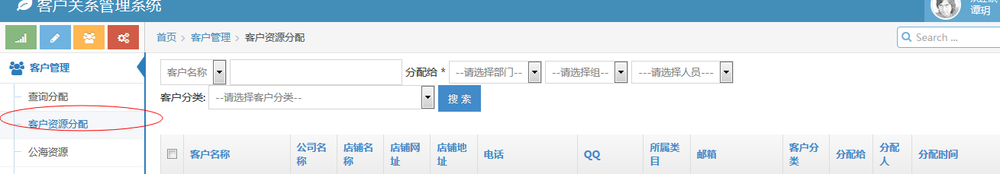 客户关系管理系统
谭玥
首页 > 客户管理 > 客户资源分配
Search ...
客户管理
客户名称 分配给 * --请选择部门-- --请选择组-- ---请选择人员---
查询分配
客户分类: --请选择客户分类-- 搜 索
客户资源分配
公海资源
客户名称 公司名称 店铺名称 店铺网址 店铺地址 电话 QQ 所属类目 邮箱 客户分类 分配给 分配人 分配时间